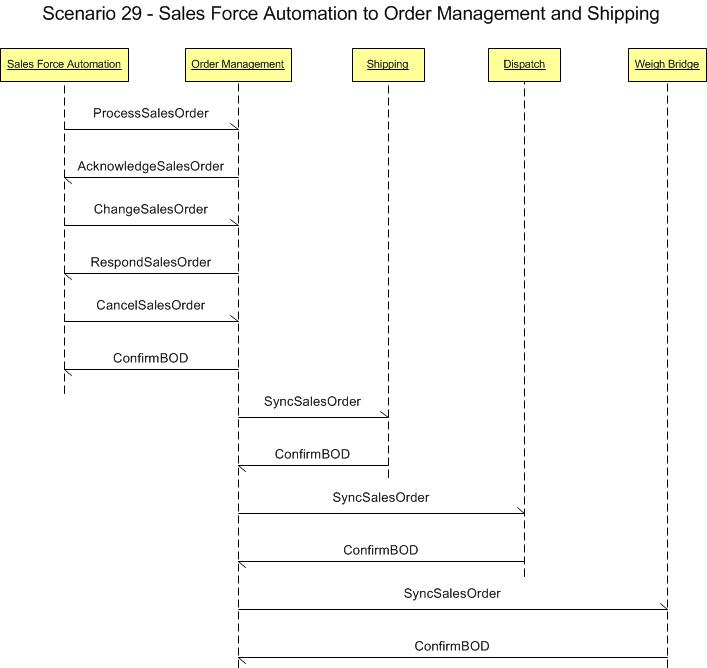 Scenario 29 - Sales Force Automation to Order Management and Shipping
Sales Force Automation
Order Management
Shipping
Dispatch
Weigh Bridge
ProcessSalesOrder
AcknowledgeSalesOrder
ChangeSalesOrder
RespondSalesOrder
CancelSalesOrder
ConfirmBOD
SyncSalesOrder
ConfirmBOD
SyncSalesOrder
ConfirmBOD
SyncSalesOrder
ConfirmBOD